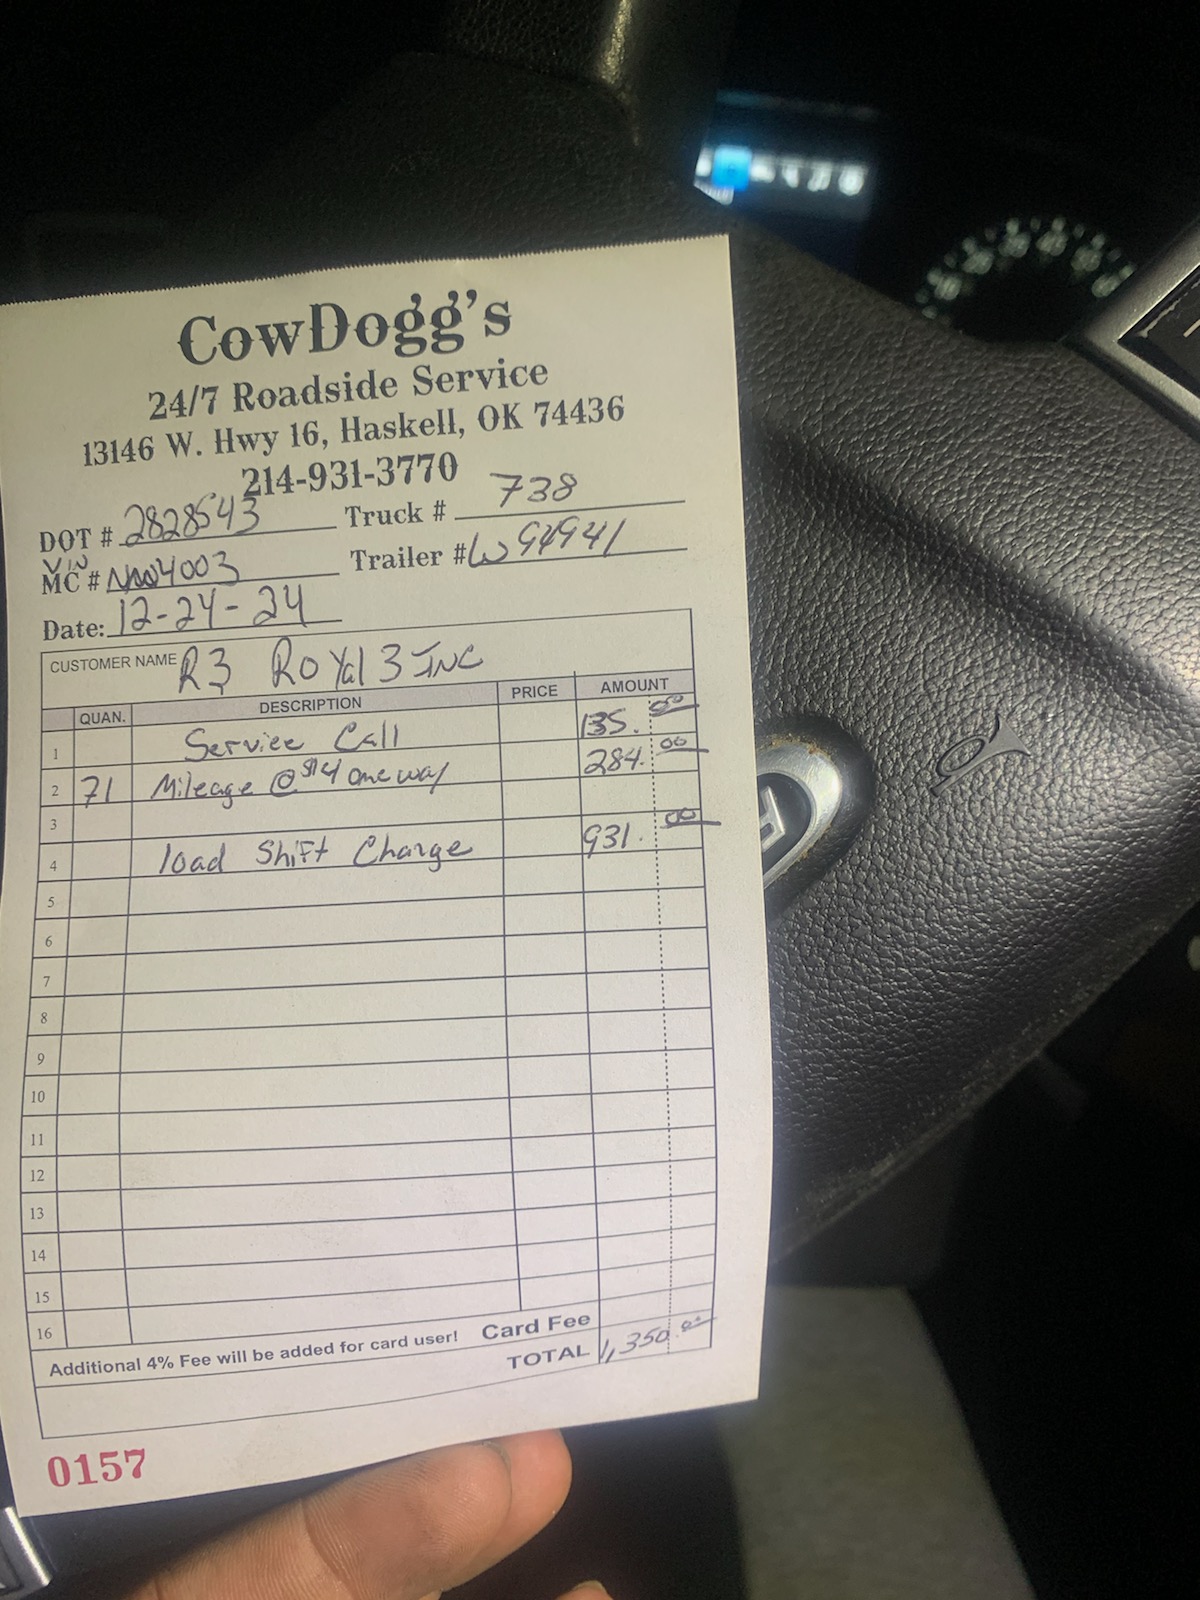 CowDogg's
24/7 Roadside Service
13146 W. Hwy 16, Haskell, OK 74436
214-931-3770
DOT # 2828543 Truck # 738
VIN
MC # NNW4003 Trailer # W94941
Date: 12-24-24
CUSTOMER NAME R3 Royal 3 INC
QUAN. DESCRIPTION PRICE AMOUNT
1 Service Call 135.00
2 71 Mileage @ $4 one way 284.00
3
4 load Shift Charge 931.00
5
6
7
8
9
10
11
12
13
14
15
16
Additional 4% Fee will be added for card user! Card Fee
TOTAL 1,350.00
0157